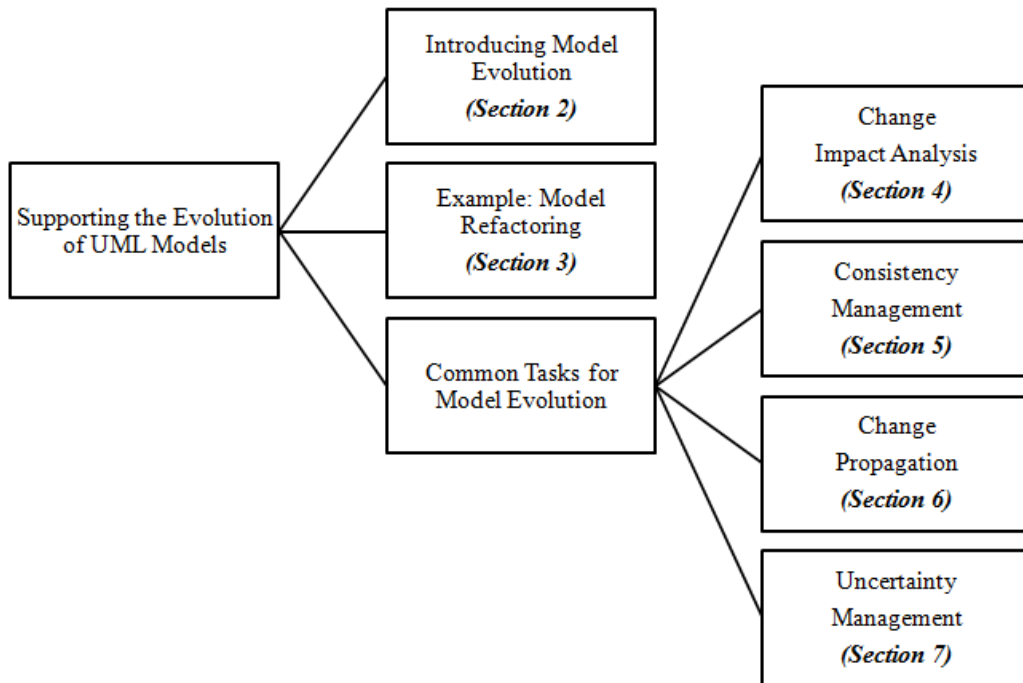 Supporting the Evolution
of UML Models
Introducing Model
Evolution
(Section 2)
Example: Model
Refactoring
(Section 3)
Common Tasks for
Model Evolution
Change
Impact Analysis
(Section 4)
Consistency
Management
(Section 5)
Change
Propagation
(Section 6)
Uncertainty
Management
(Section 7)